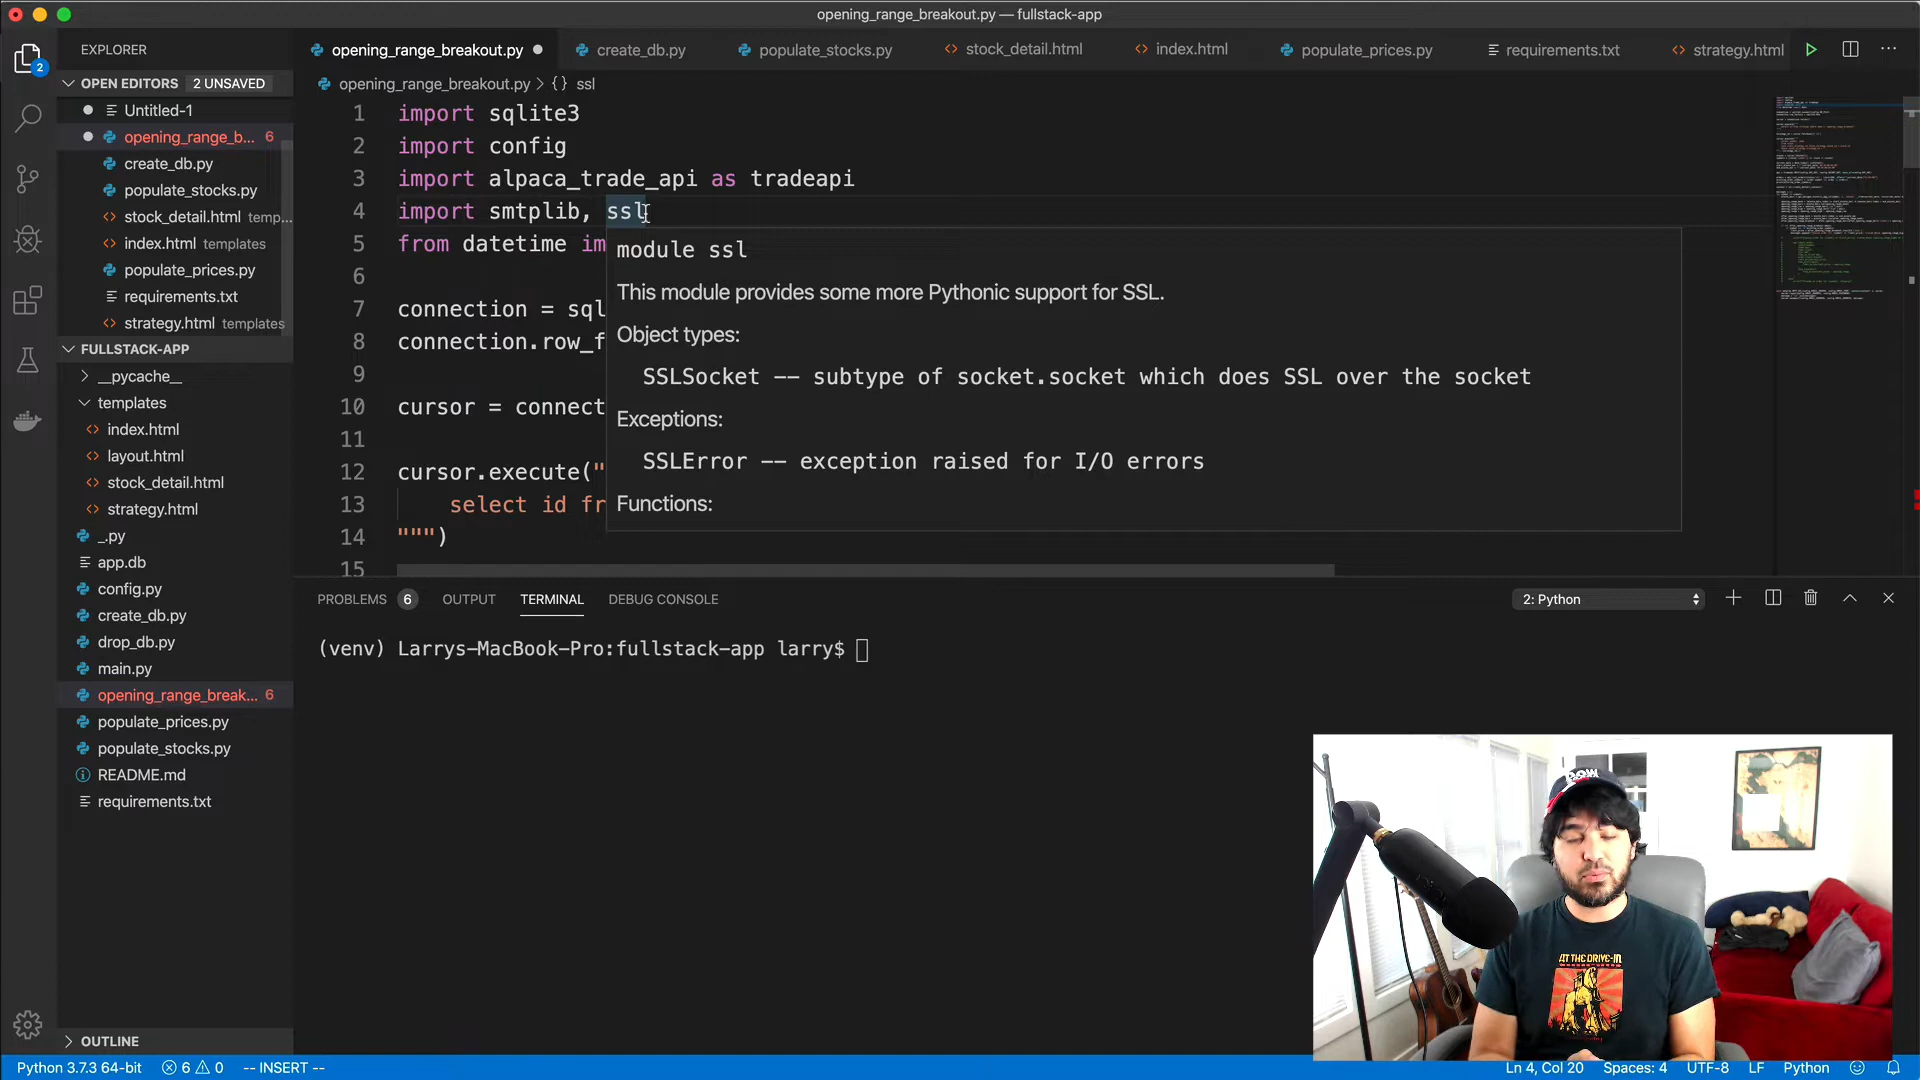 opening_range_breakout.py — fullstack-app
EXPLORER
opening_range_breakout.py
create_db.py
populate_stocks.py
stock_detail.html
index.html
populate_prices.py
requirements.txt
strategy.html
OPEN EDITORS 2 UNSAVED
opening_range_breakout.py > {} ssl
2
Untitled-1
opening_range_b... 6
create_db.py
populate_stocks.py
stock_detail.html temp...
index.html templates
populate_prices.py
requirements.txt
strategy.html templates
FULLSTACK-APP
__pycache__
templates
index.html
layout.html
stock_detail.html
strategy.html
_.py
app.db
config.py
create_db.py
drop_db.py
main.py
opening_range_break... 6
populate_prices.py
populate_stocks.py
README.md
requirements.txt
OUTLINE
1 import sqlite3
2 import config
3 import alpaca_trade_api as tradeapi
4 import smtplib, ssl
5 from datetime im
6
7 connection = sql
8 connection.row_f
9
10 cursor = connect
11
12 cursor.execute("
13 select id fr
14 """)
15
module ssl
This module provides some more Pythonic support for SSL.
Object types:
SSLSocket -- subtype of socket.socket which does SSL over the socket
Exceptions:
SSLError -- exception raised for I/O errors
Functions:
PROBLEMS 6 OUTPUT TERMINAL DEBUG CONSOLE
2: Python
(venv) Larrys-MacBook-Pro:fullstack-app larry$
AT THE DRIVE-IN
Python 3.7.3 64-bit
6 0
-- INSERT --
Ln 4, Col 20
Spaces: 4
UTF-8
LF
Python